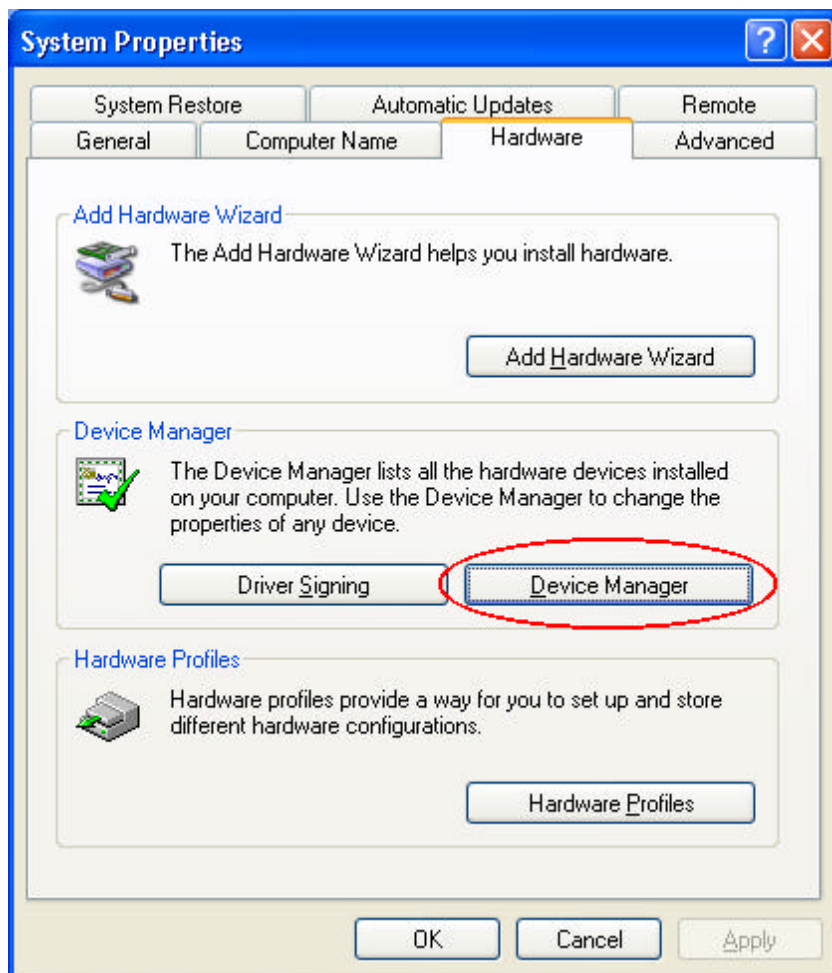 System Properties
System Restore
Automatic Updates
Remote
General
Computer Name
Hardware
Advanced
Add Hardware Wizard
The Add Hardware Wizard helps you install hardware.
Add Hardware Wizard
Device Manager
The Device Manager lists all the hardware devices installed
on your computer. Use the Device Manager to change the
properties of any device.
Driver Signing
Device Manager
Hardware Profiles
Hardware profiles provide a way for you to set up and store
different hardware configurations.
Hardware Profiles
OK
Cancel
Apply